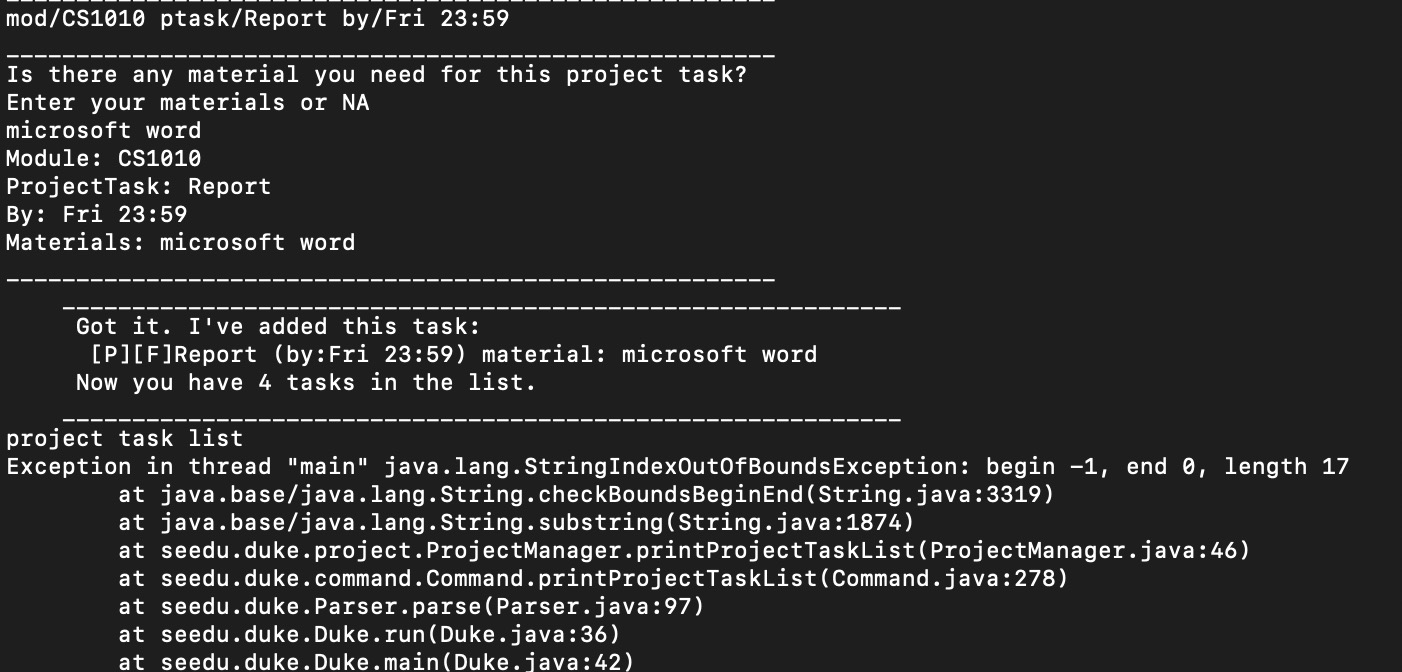 mod/CS1010 ptask/Report by/Fri 23:59
Is there any material you need for this project task?
Enter your materials or NA
microsoft word
Module: CS1010
ProjectTask: Report
By: Fri 23:59
Materials: microsoft word
Got it. I've added this task:
[P][F]Report (by:Fri 23:59) material: microsoft word
Now you have 4 tasks in the list.
project task list
Exception in thread "main" java.lang.StringIndexOutOfBoundsException: begin -1, end 0, length 17
at java.base/java.lang.String.checkBoundsBeginEnd(String.java:3319)
at java.base/java.lang.String.substring(String.java:1874)
at seedu.duke.project.ProjectManager.printProjectTaskList(ProjectManager.java:46)
at seedu.duke.command.Command.printProjectTaskList(Command.java:278)
at seedu.duke.Parser.parse(Parser.java:97)
at seedu.duke.Duke.run(Duke.java:36)
at seedu.duke.Duke.main(Duke.java:42)